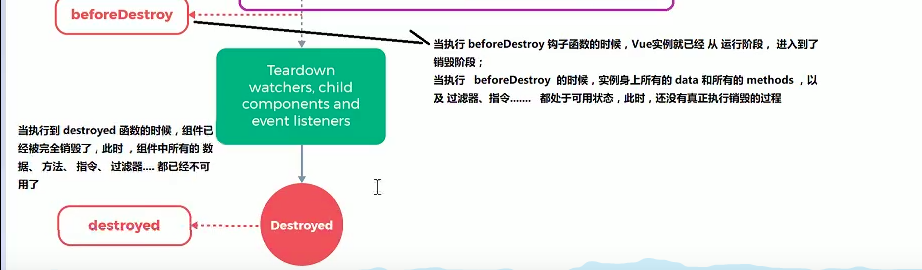 beforeDestroy
当执行 beforeDestroy 钩子函数的时候，Vue实例就已经 从 运行阶段， 进入到了
销毁阶段；
当执行 beforeDestroy 的时候，实例身上所有的 data 和所有的 methods ，以
及 过滤器、指令....... 都处于可用状态，此时，还没有真正执行销毁的过程
Teardown
watchers, child
components and
event listeners
当执行到 destroyed 函数的时候，组件已
经被完全销毁了，此时 ，组件中所有的 数
据、 方法、 指令、 过滤器.... 都已经不可
用了
destroyed
Destroyed